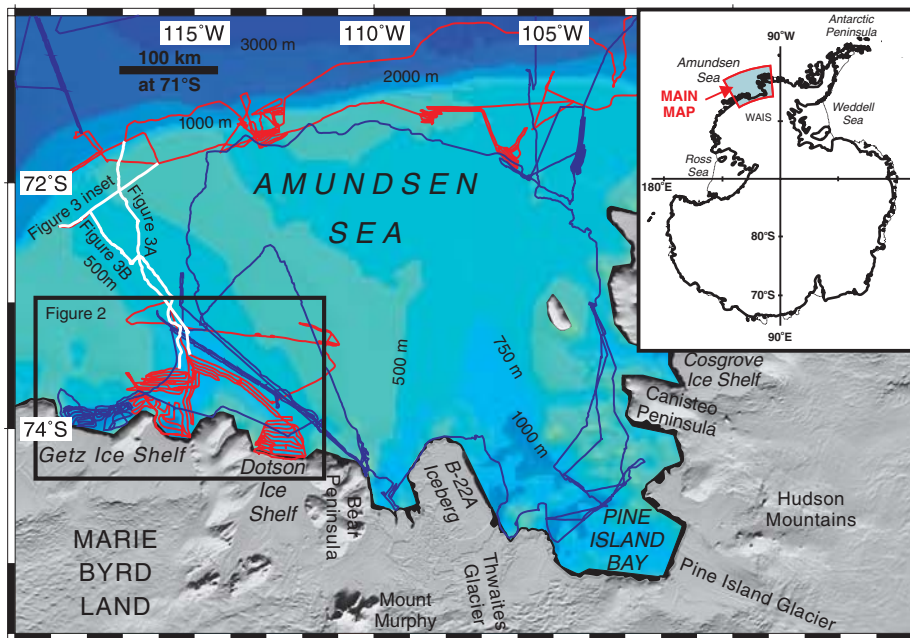 115°W
110°W
105°W
3000 m
100 km
at 71°S
2000 m
1000 m
72°S
AMUNDSEN
SEA
Figure 3 inset
Figure 3A
Figure 3B
500m
Figure 2
500 m
750 m
1000 m
74°S
Getz Ice Shelf
Dotson
Ice
Shelf
Bear
Peninsula
B-22A
Iceberg
Cosgrove
Ice Shelf
Canisteo
Peninsula
PINE
ISLAND
BAY
Hudson
Mountains
MARIE
BYRD
LAND
Mount
Murphy
Thwaites
Glacier
Pine Island Glacier
90°W
Antarctic
Peninsula
Amundsen
Sea
MAIN
MAP
WAIS
Weddell
Sea
Ross
Sea
180°E
0°E
80°S
70°S
90°E